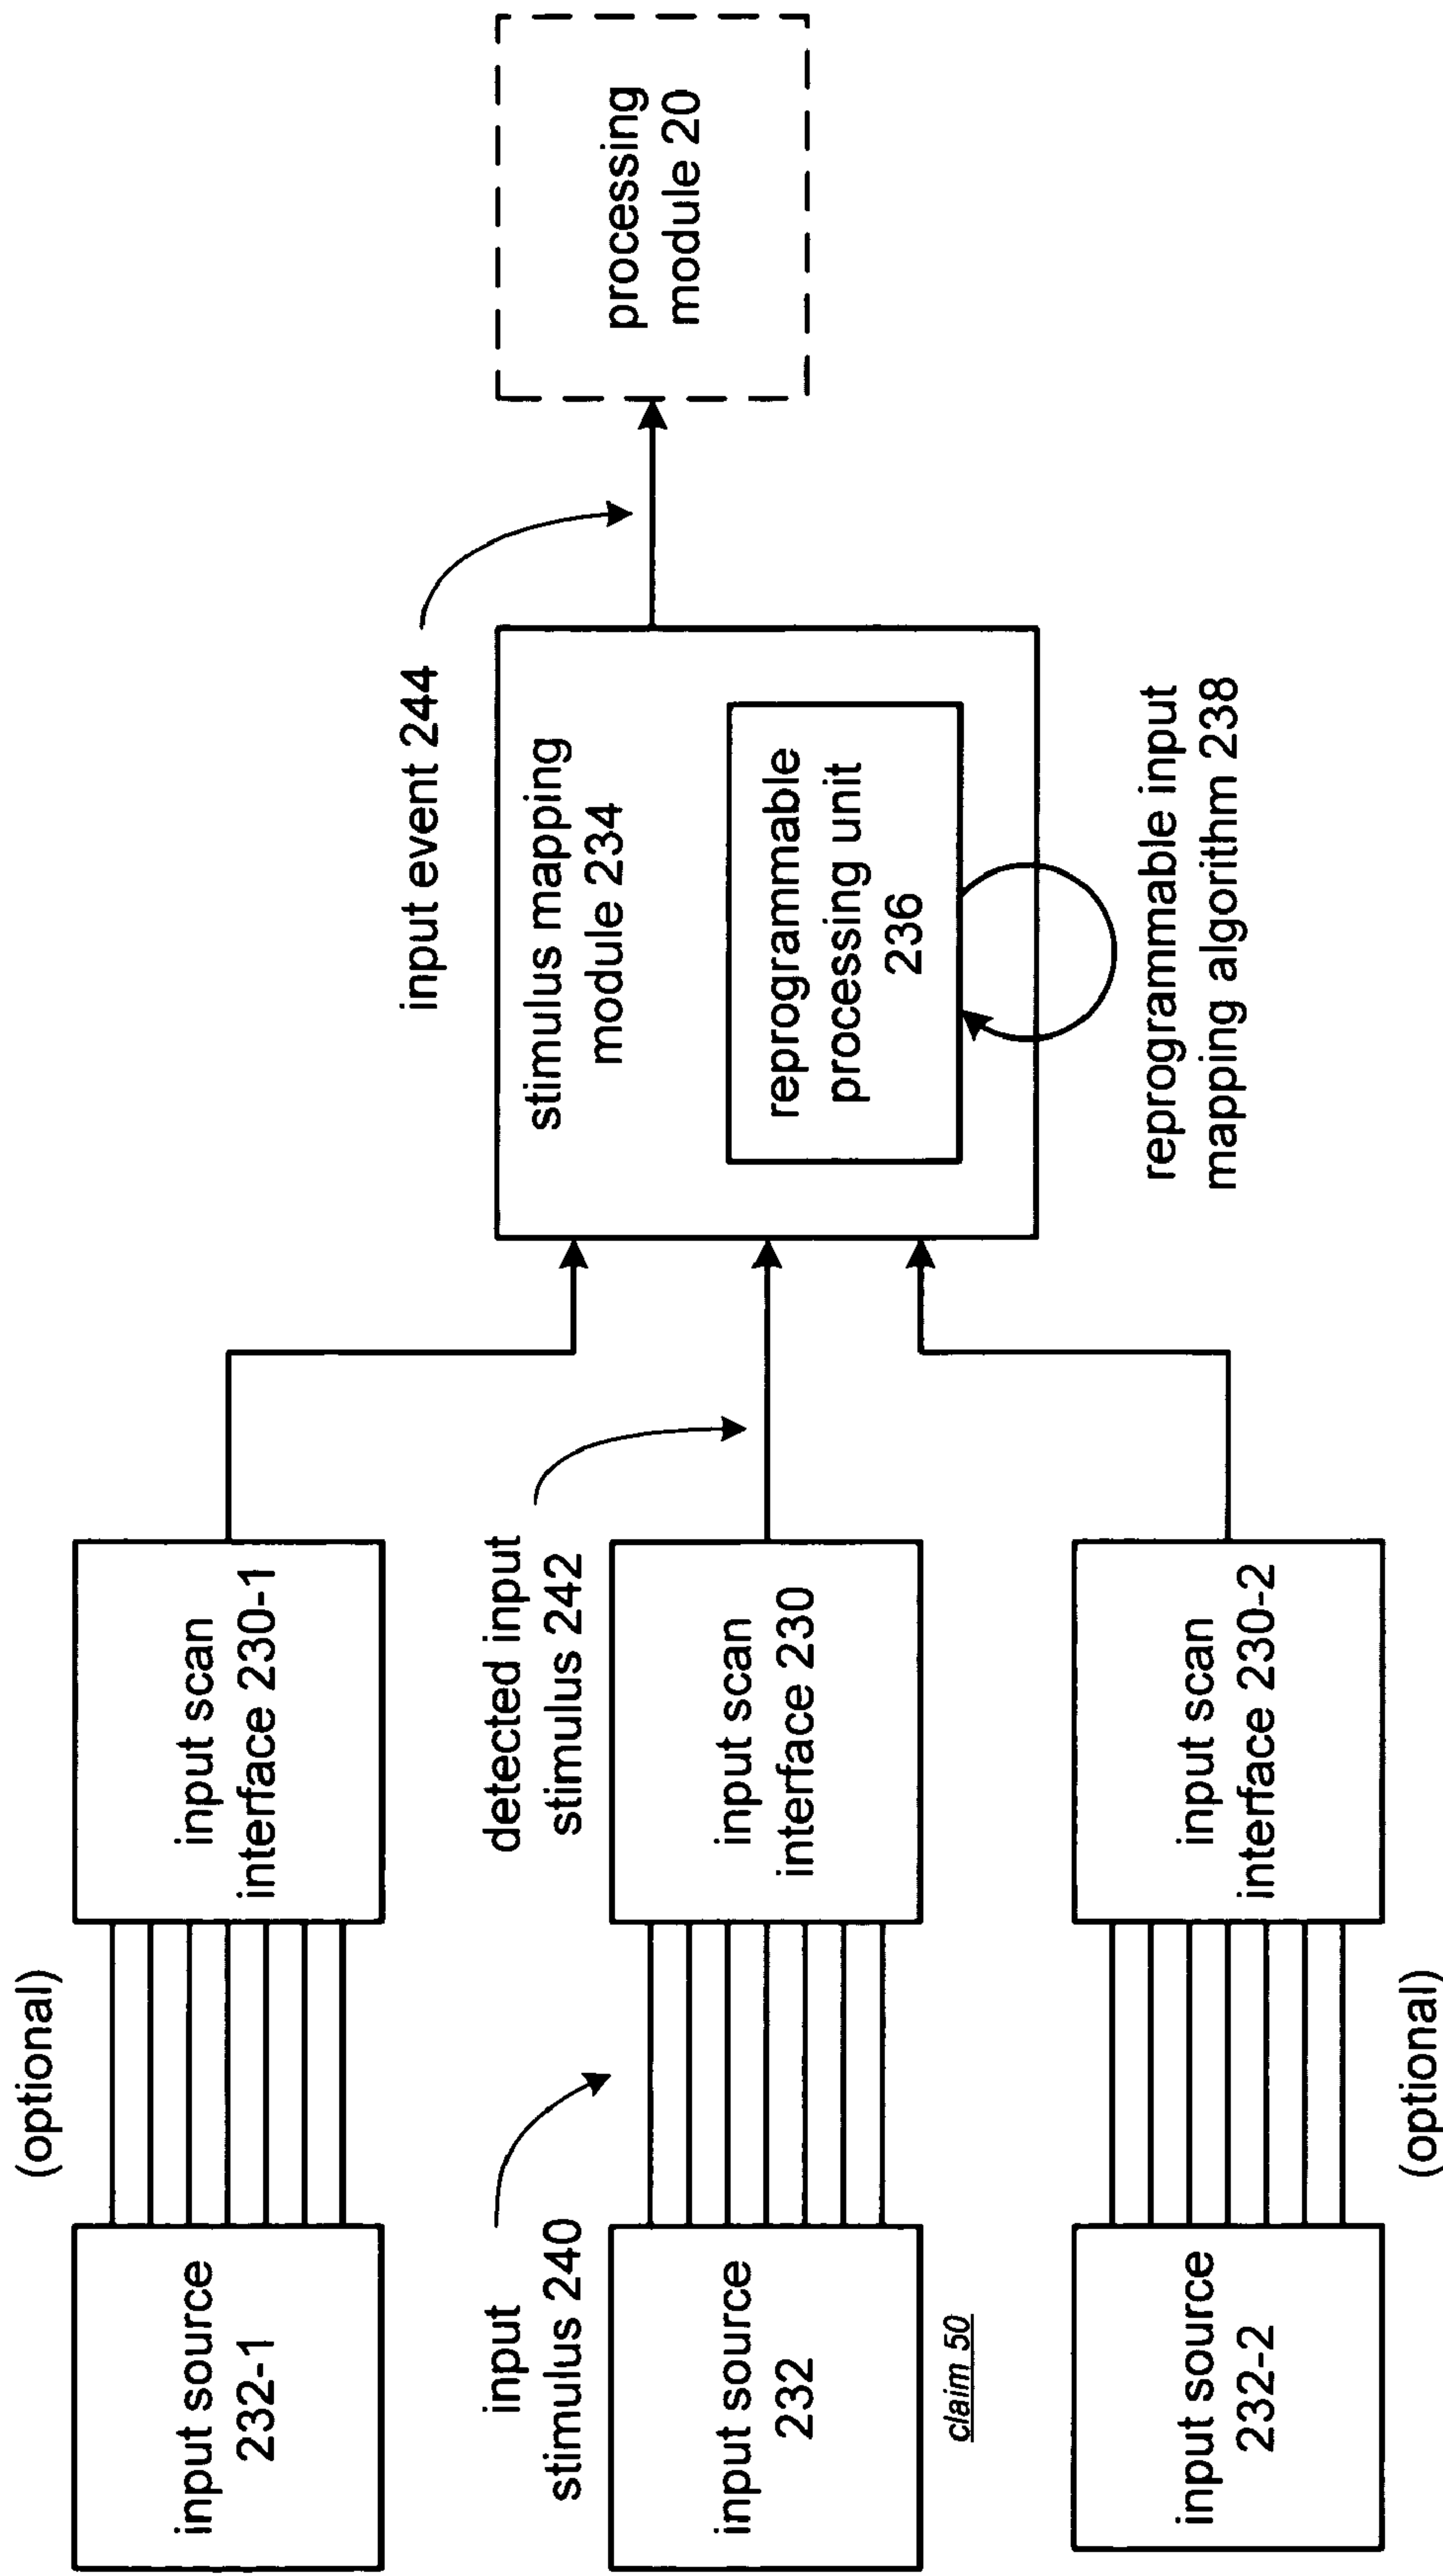 (optional)
input source
232-1
input scan
interface 230-1
input
stimulus 240
detected input
stimulus 242
input event 244
input source
232
input scan
interface 230
stimulus mapping
module 234
reprogrammable
processing unit
236
processing
module 20
claim 50
reprogrammable input
mapping algorithm 238
input source
232-2
input scan
interface 230-2
(optional)